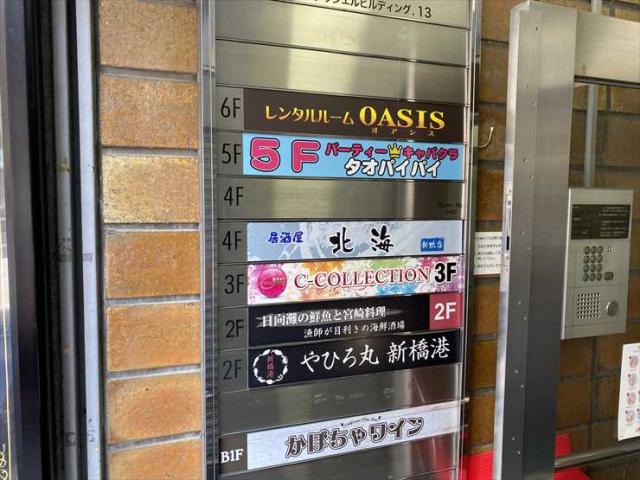 ングエルビルディング.13
6F
レンタルルーム OASIS
オアシス
5F
5F パーティー キャバクラ
タオパイパイ
4F
4F
居酒屋 北海 新橋店
3F
C-COLLECTION 3F
2F
日向灘の鮮魚と宮崎料理
漁師が目利きの海鮮酒場
2F
2F
新橋港
やひろ丸 新橋港
B1F
かぼちゃワイン